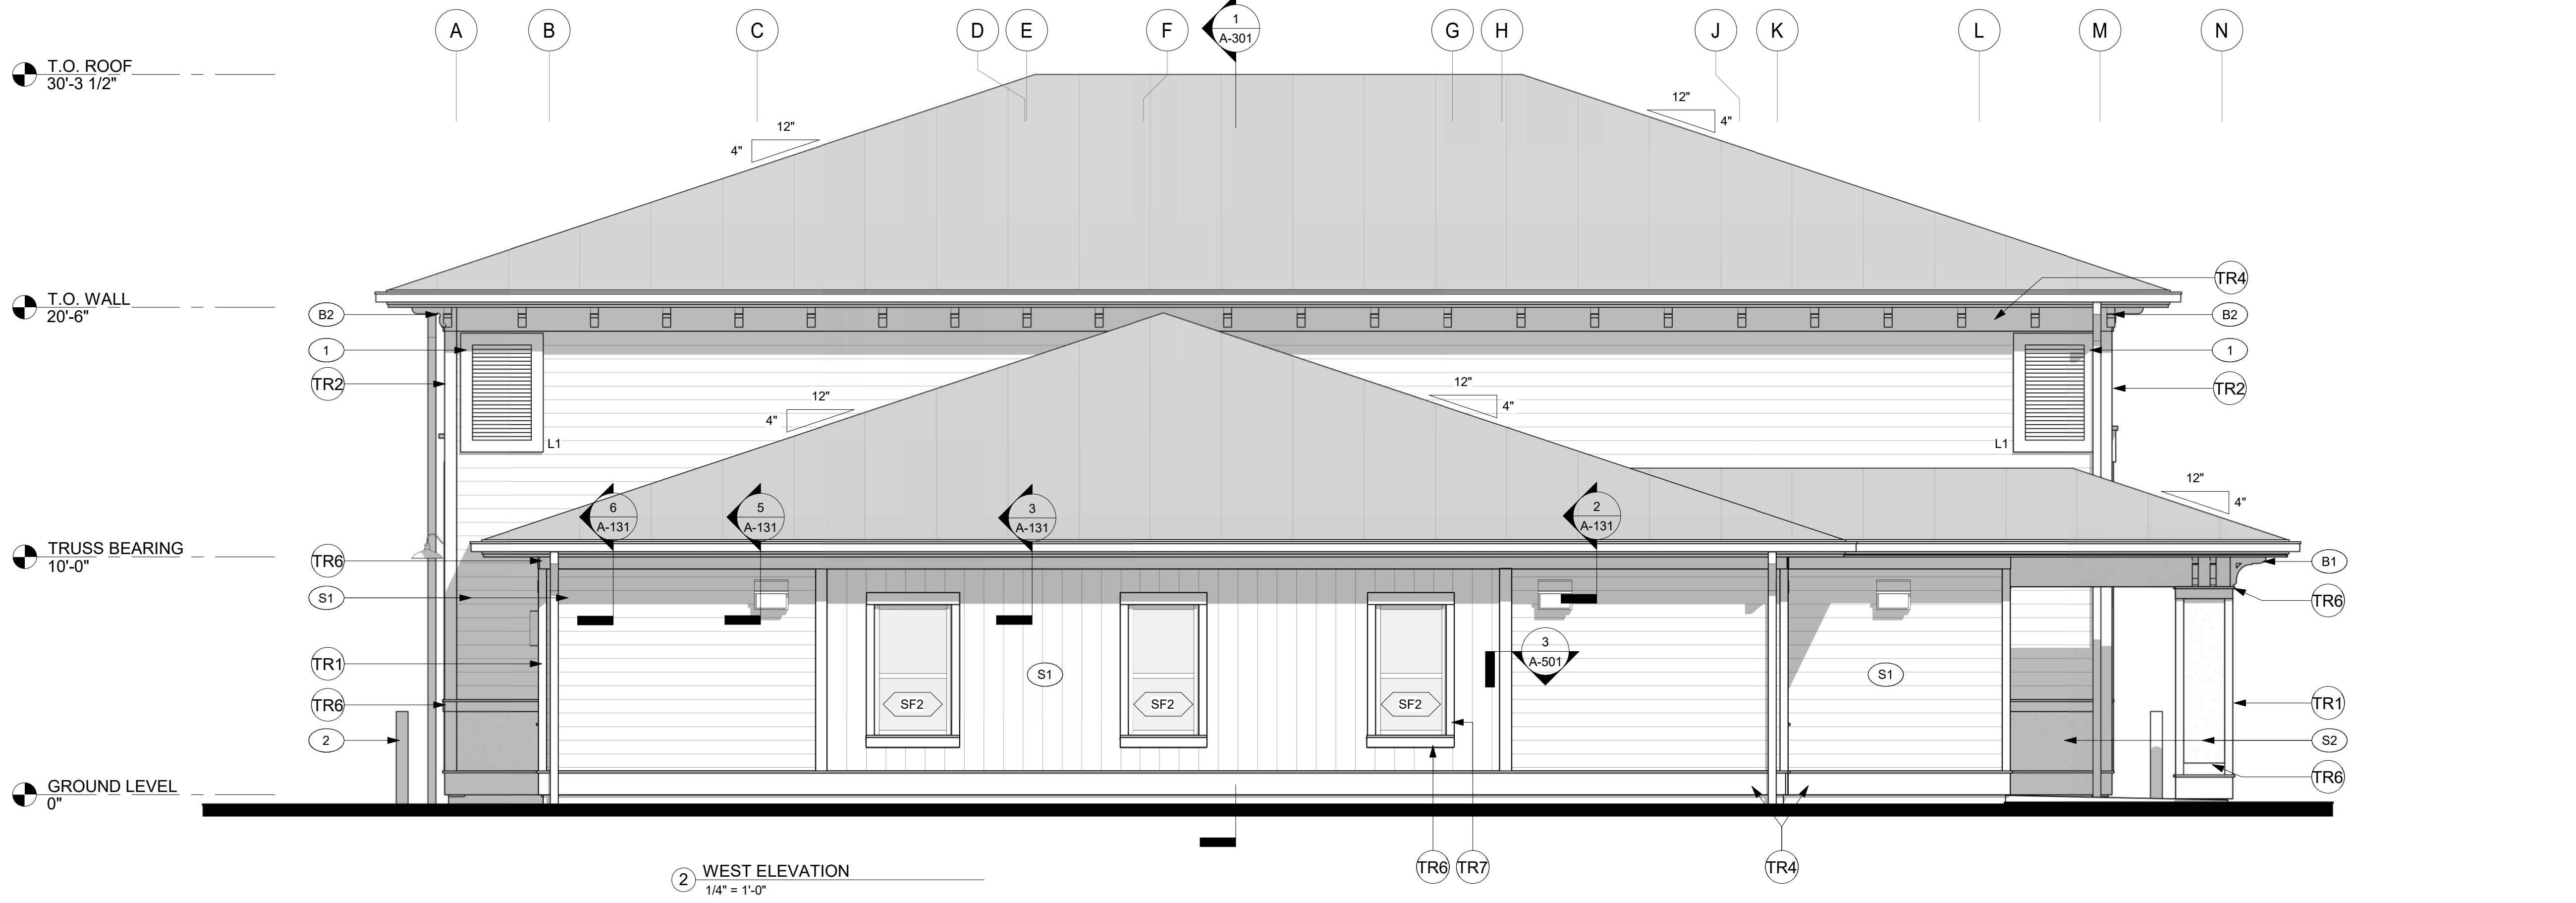 A B C D E F 1 G H J K L M N
A-301
T.O. ROOF
30'-3 1/2"
12"
4"
12"
4"
TR4
T.O. WALL
20'-6"
B2
B2
1
1
TR2
TR2
12"
4"
12"
4"
L1
L1
12"
4"
6
A-131
5
A-131
3
A-131
2
A-131
TRUSS BEARING
10'-0"
TR6
B1
S1
TR6
3
A-501
TR1
S1
S1
TR6
SF2
SF2
SF2
TR1
2
S2
TR6
GROUND LEVEL
0"
TR6
TR7
TR4
2
WEST ELEVATION
1/4" = 1'-0"